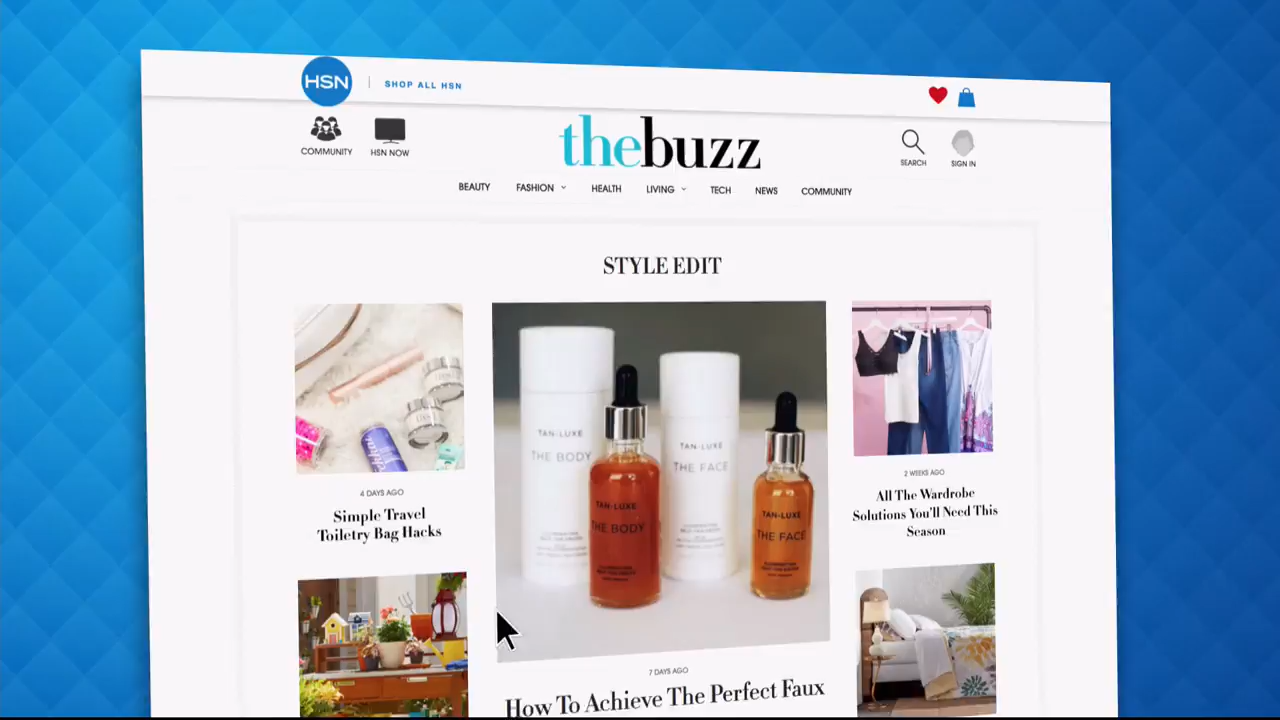 HSN
SHOP ALL HSN
COMMUNITY
HSN NOW
thebuzz
SEARCH
SIGN IN
BEAUTY FASHION HEALTH LIVING TECH NEWS COMMUNITY
STYLE EDIT
4 DAYS AGO
Simple Travel
Toiletry Bag Hacks
TAN-LUXE
THE BODY
TAN-LUXE
THE BODY
TAN-LUXE
THE FACE
TAN-LUXE
THE FACE
7 DAYS AGO
How To Achieve The Perfect Faux
2 WEEKS AGO
All The Wardrobe
Solutions You'll Need This
Season